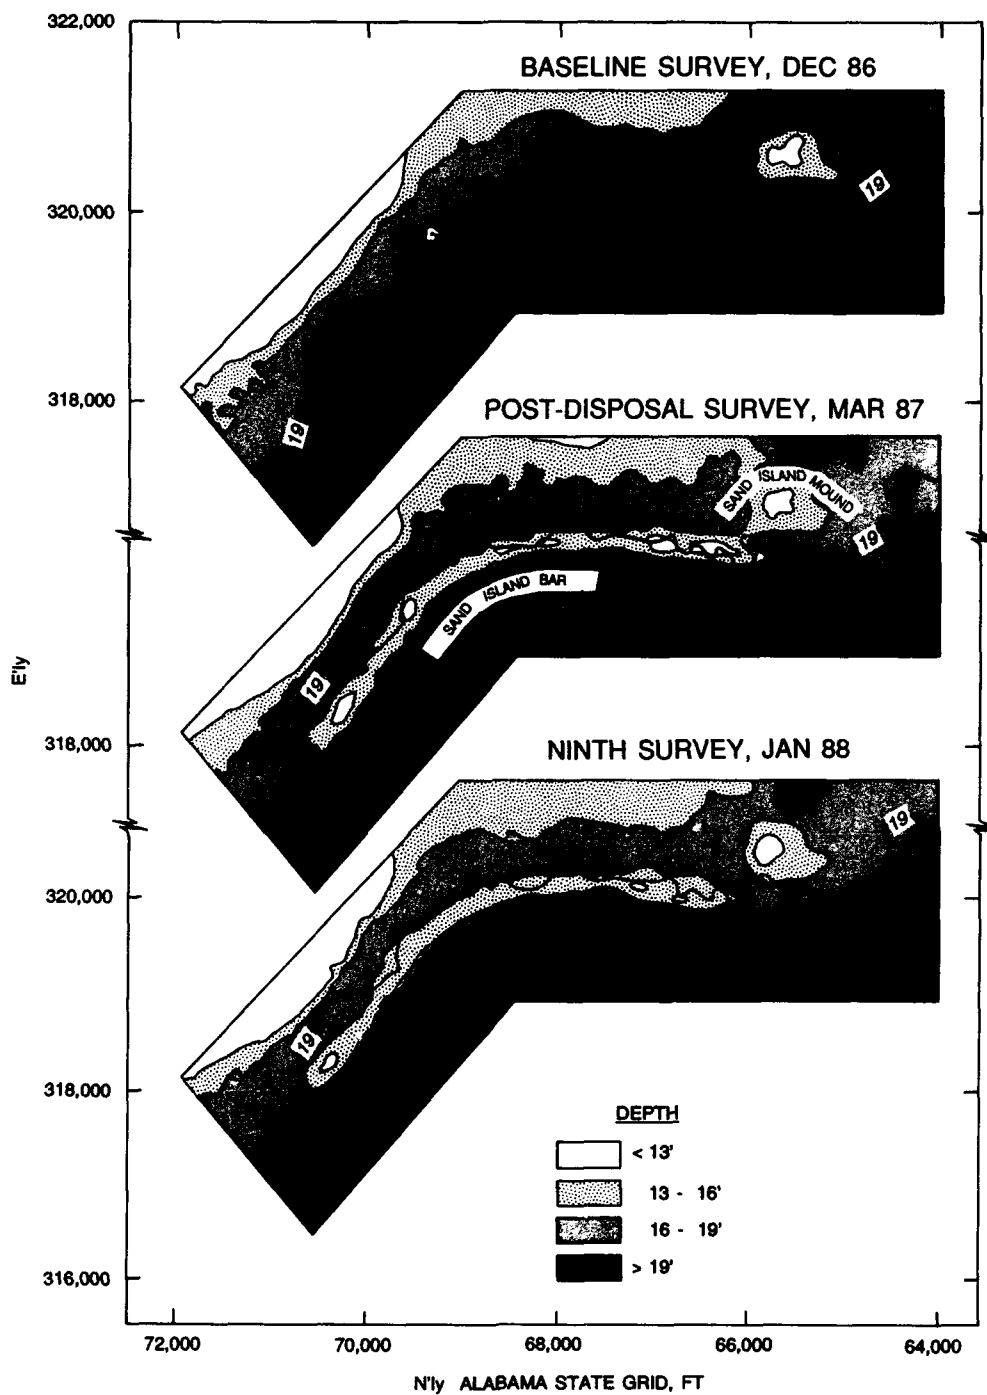 322,000
BASELINE SURVEY, DEC 86
19
320,000
318,000
19
POST-DISPOSAL SURVEY, MAR 87
SAND ISLAND MOUND
19
SAND ISLAND BAR
E'ly
19
318,000
NINTH SURVEY, JAN 88
19
320,000
19
318,000
DEPTH
< 13'
13 - 16'
16 - 19'
> 19'
316,000
72,000 70,000 68,000 66,000 64,000
N'ly ALABAMA STATE GRID, FT